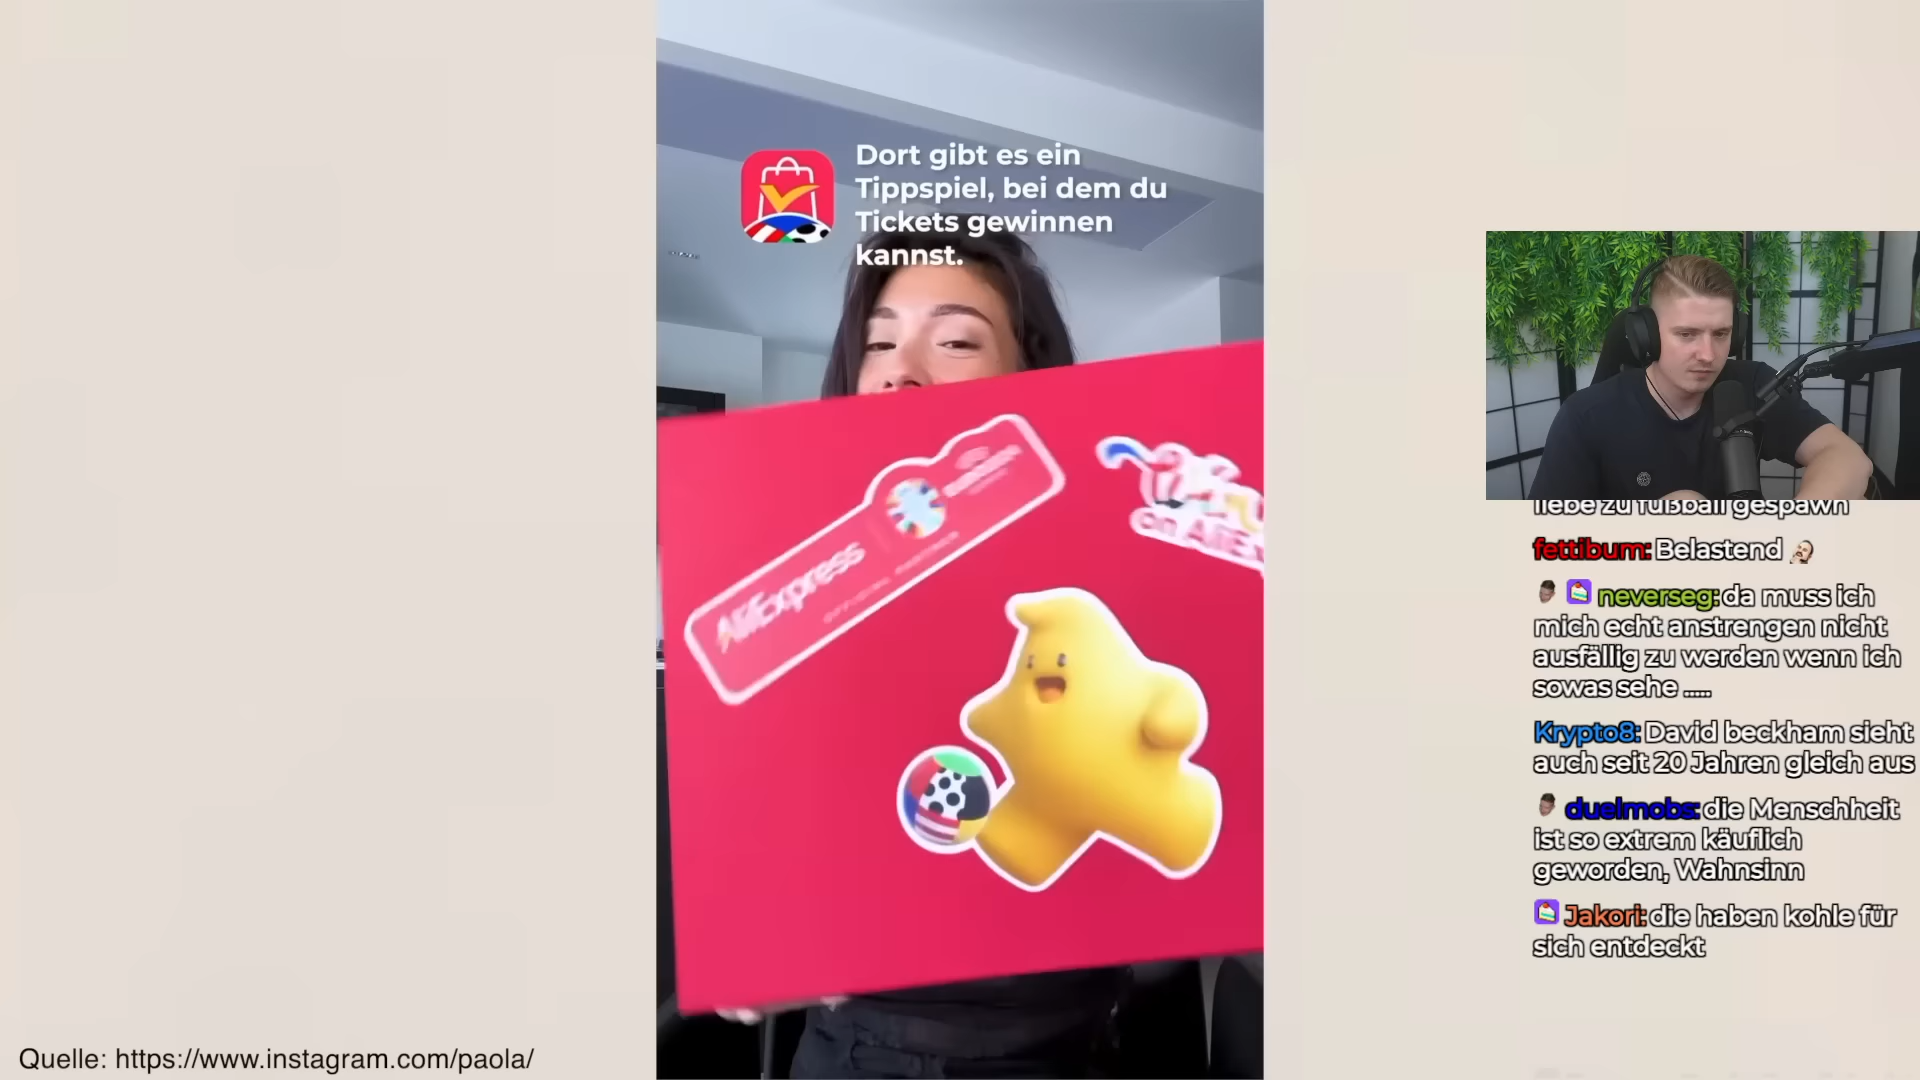 Dort gibt es ein
Tippspiel, bei dem du
Tickets gewinnen
kannst.
AliExpress
on AliEx
liebe zu fußball gespawn
fettibum: Belastend
neverseg: da muss ich
mich echt anstrengen nicht
ausfällig zu werden wenn ich
sowas sehe .....
Krypto8: David beckham sieht
auch seit 20 Jahren gleich aus
duelmobs: die Menschheit
ist so extrem käuflich
geworden, Wahnsinn
Jakori: die haben kohle für
sich entdeckt
Quelle: https://www.instagram.com/paola/